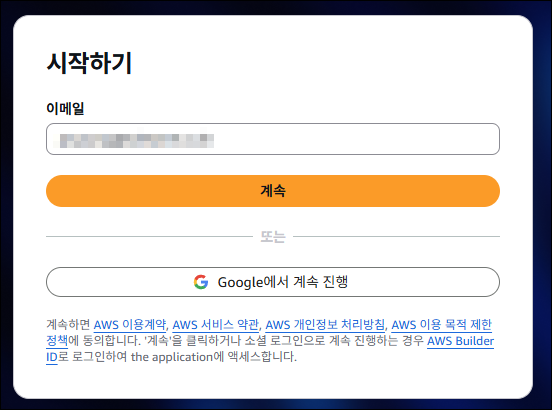 시작하기
이메일
계속
또는
Google에서 계속 진행
계속하면 AWS 이용계약, AWS 서비스 약관, AWS 개인정보 처리방침, AWS 이용 목적 제한
정책에 동의합니다. '계속'을 클릭하거나 소셜 로그인으로 계속 진행하는 경우 AWS Builder
ID로 로그인하여 the application에 액세스합니다.